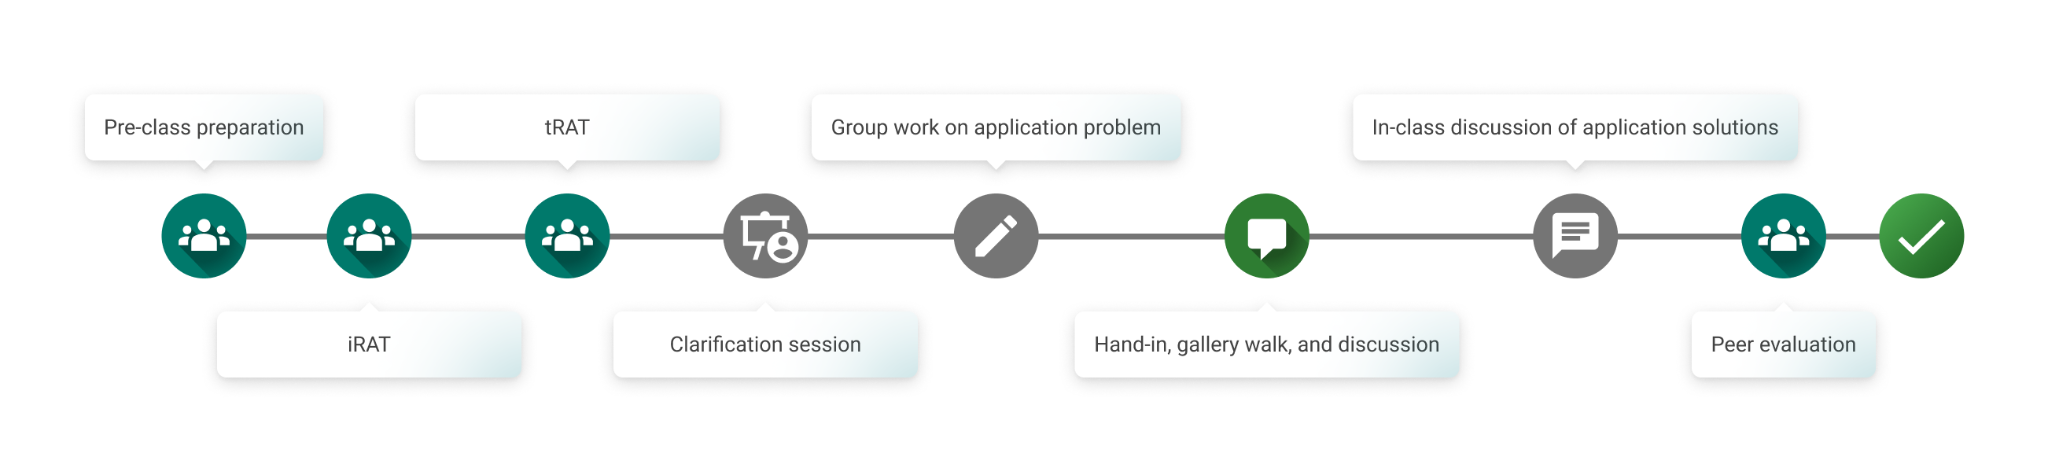 Pre-class preparation
iRAT
tRAT
Clarification session
Group work on application problem
Hand-in, gallery walk, and discussion
In-class discussion of application solutions
Peer evaluation